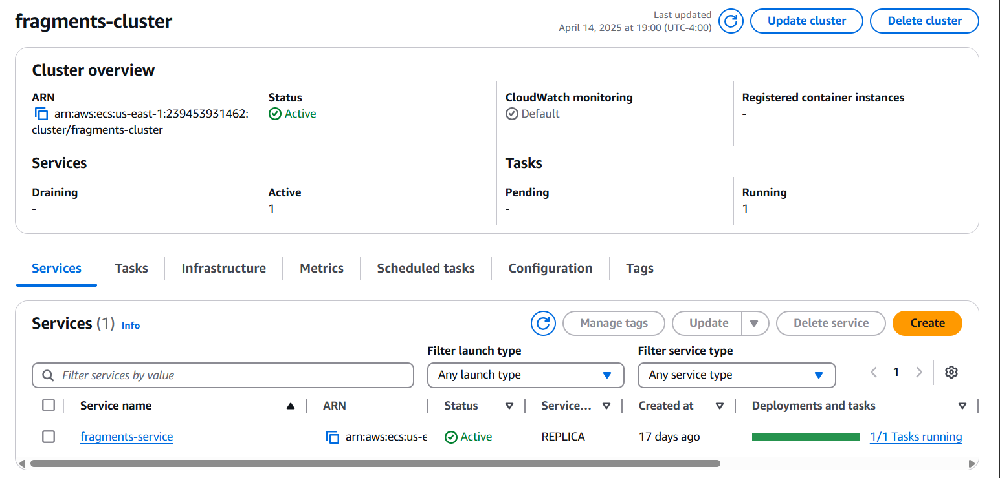 fragments-cluster
Last updated
April 14, 2025 at 19:00 (UTC-4:00)
Update cluster
Delete cluster
Cluster overview
ARN
arn:aws:ecs:us-east-1:239453931462:
cluster/fragments-cluster
Status
Active
CloudWatch monitoring
Default
Registered container instances
-
Services
Tasks
Draining
-
Active
1
Pending
-
Running
1
Services
Tasks
Infrastructure
Metrics
Scheduled tasks
Configuration
Tags
Services (1) Info
Manage tags
Update
Delete service
Create
Filter launch type
Filter service type
Filter services by value
Any launch type
Any service type
1
Service name
ARN
Status
Service...
Created at
Deployments and tasks
fragments-service
arn:aws:ecs:us-e
Active
REPLICA
17 days ago
1/1 Tasks running